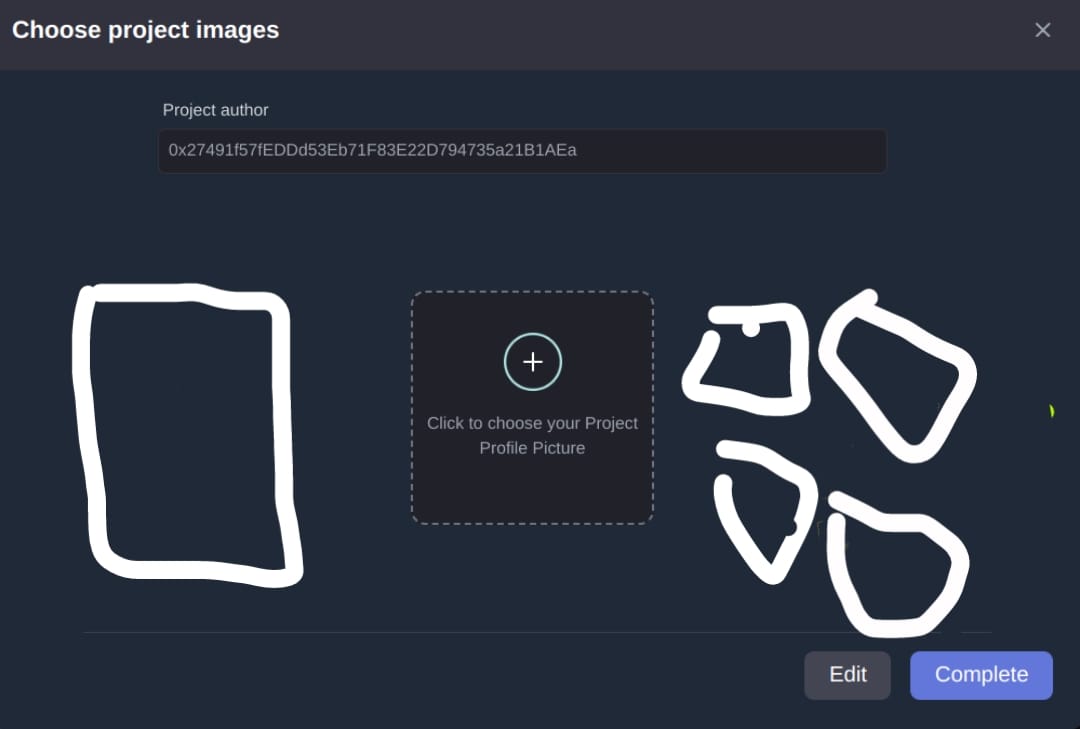 Choose project images
Project author
0x27491f57fEDDd53Eb71F83E22D794735a21B1AEa
Click to choose your Project
Profile Picture
Edit
Complete